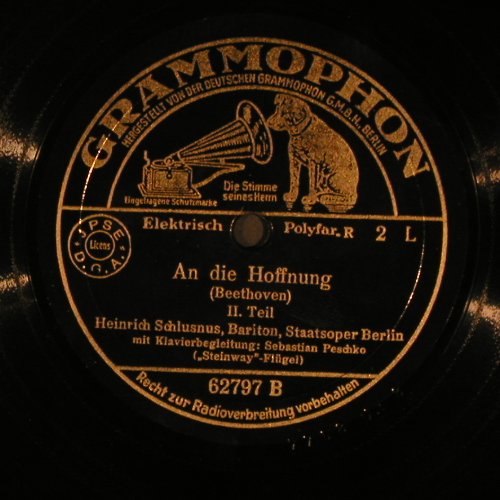 GRAMMOPHON
HERGESTELLT VON DER DEUTSCHEN GRAMMOPHON G.M.B.H., BERLIN
Die Stimme
seines Herrn
Eingetragene Schutzmarke
Elektrisch Polyfar. R 2 L
IPSE
Licens
D.G.A.
An die Hoffnung
(Beethoven)
II. Teil
Heinrich Schlusnus, Bariton, Staatsoper Berlin
mit Klavierbegleitung: Sebastian Peschko
(„Steinway"-Flügel)
62797 B
Recht zur Radioverbreitung vorbehalten